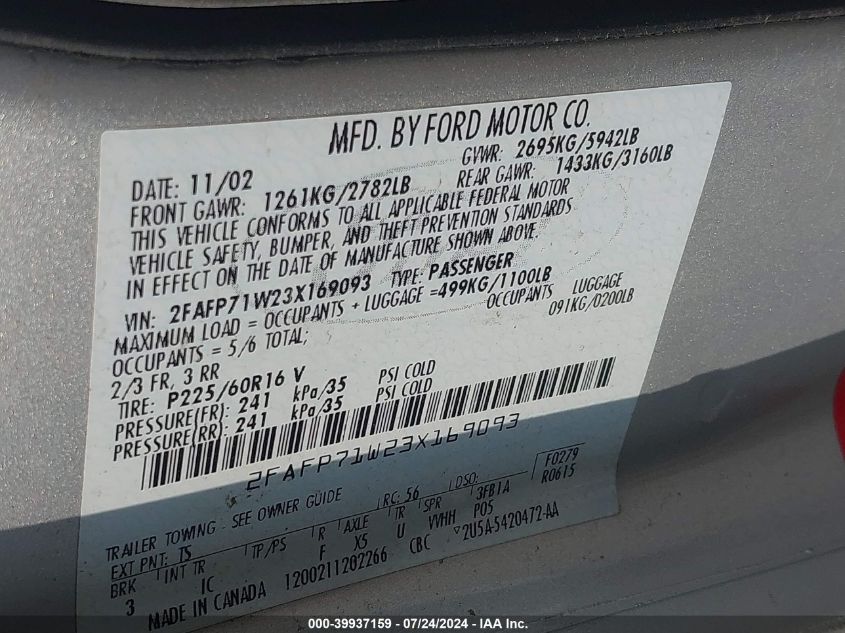 MFD. BY FORD MOTOR CO.
DATE: 11/02 GVWR: 2695KG/5942LB
FRONT GAWR: 1261KG/2782LB REAR GAWR: 1433KG/3160LB
THIS VEHICLE CONFORMS TO ALL APPLICABLE FEDERAL MOTOR
VEHICLE SAFETY, BUMPER, AND THEFT PREVENTION STANDARDS
IN EFFECT ON THE DATE OF MANUFACTURE SHOWN ABOVE.
VIN: 2FAFP71W23X169093 TYPE: PASSENGER
MAXIMUM LOAD = OCCUPANTS + LUGGAGE =499KG/1100LB
OCCUPANTS = 5/6 TOTAL; OCCUPANTS LUGGAGE
2/3 FR, 3 RR 091KG/0200LB
TIRE: P225/60R16 V
PRESSURE(FR): 241 kPa/35 PSI COLD
PRESSURE(RR): 241 kPa/35 PSI COLD
2FAFP71W23X169093
TRAILER TOWING - SEE OWNER GUIDE RC: 56 DSO: F0279
EXT PNT: TS R0615
BRK INT TR TP/PS R AXLE TR SPR 3FB1A
3 IC F X5 U VVHH P05
MADE IN CANADA 1200211202266 CBC 2U5A-5420472-AA
000-39937159 / 07/24/2024 - IAA Inc.